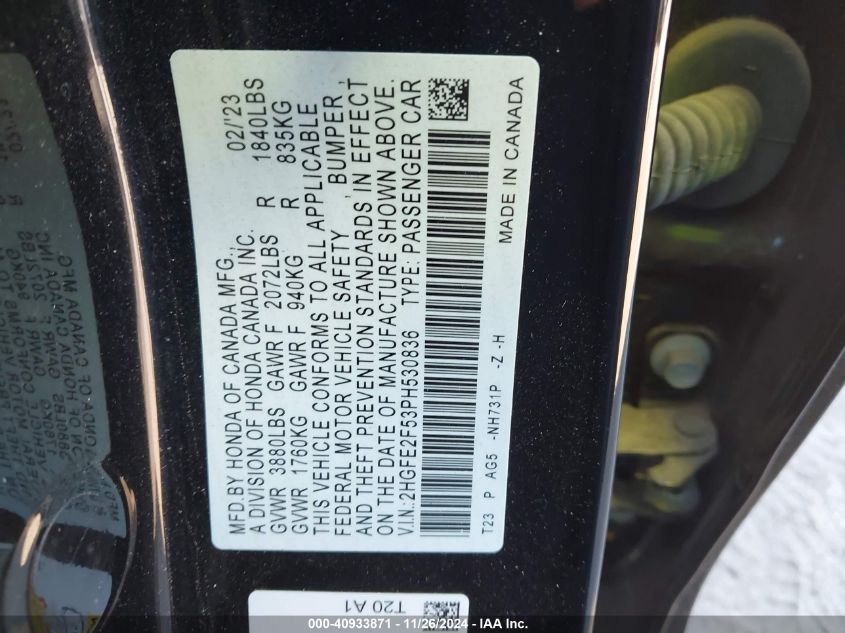 MFD.BY HONDA OF CANADA MFG., 02/'23
A DIVISION OF HONDA CANADA INC.
GVWR 3880LBS GAWR F 2072LBS R 1840LBS
GVWR 1760KG GAWR F 940KG R 835KG
THIS VEHICLE CONFORMS TO ALL APPLICABLE
FEDERAL MOTOR VEHICLE SAFETY , BUMPER ,
AND THEFT PREVENTION STANDARDS IN EFFECT
ON THE DATE OF MANUFACTURE SHOWN ABOVE.
V.I.N.:2HGFE2F53PH530836 TYPE: PASSENGER CAR
T23 P AG5 -NH731P -Z -H MADE IN CANADA
T20 A1
000-40933871 - 11/26/2024 - IAA Inc.